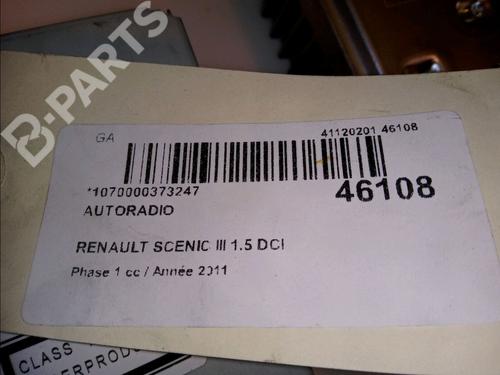 B-PARTS
GA
41120201 46108
*1070000373247
46108
AUTORADIO
RENAULT SCENIC III 1.5 DCI
Phase 1 cc / Année 2011
CLASS